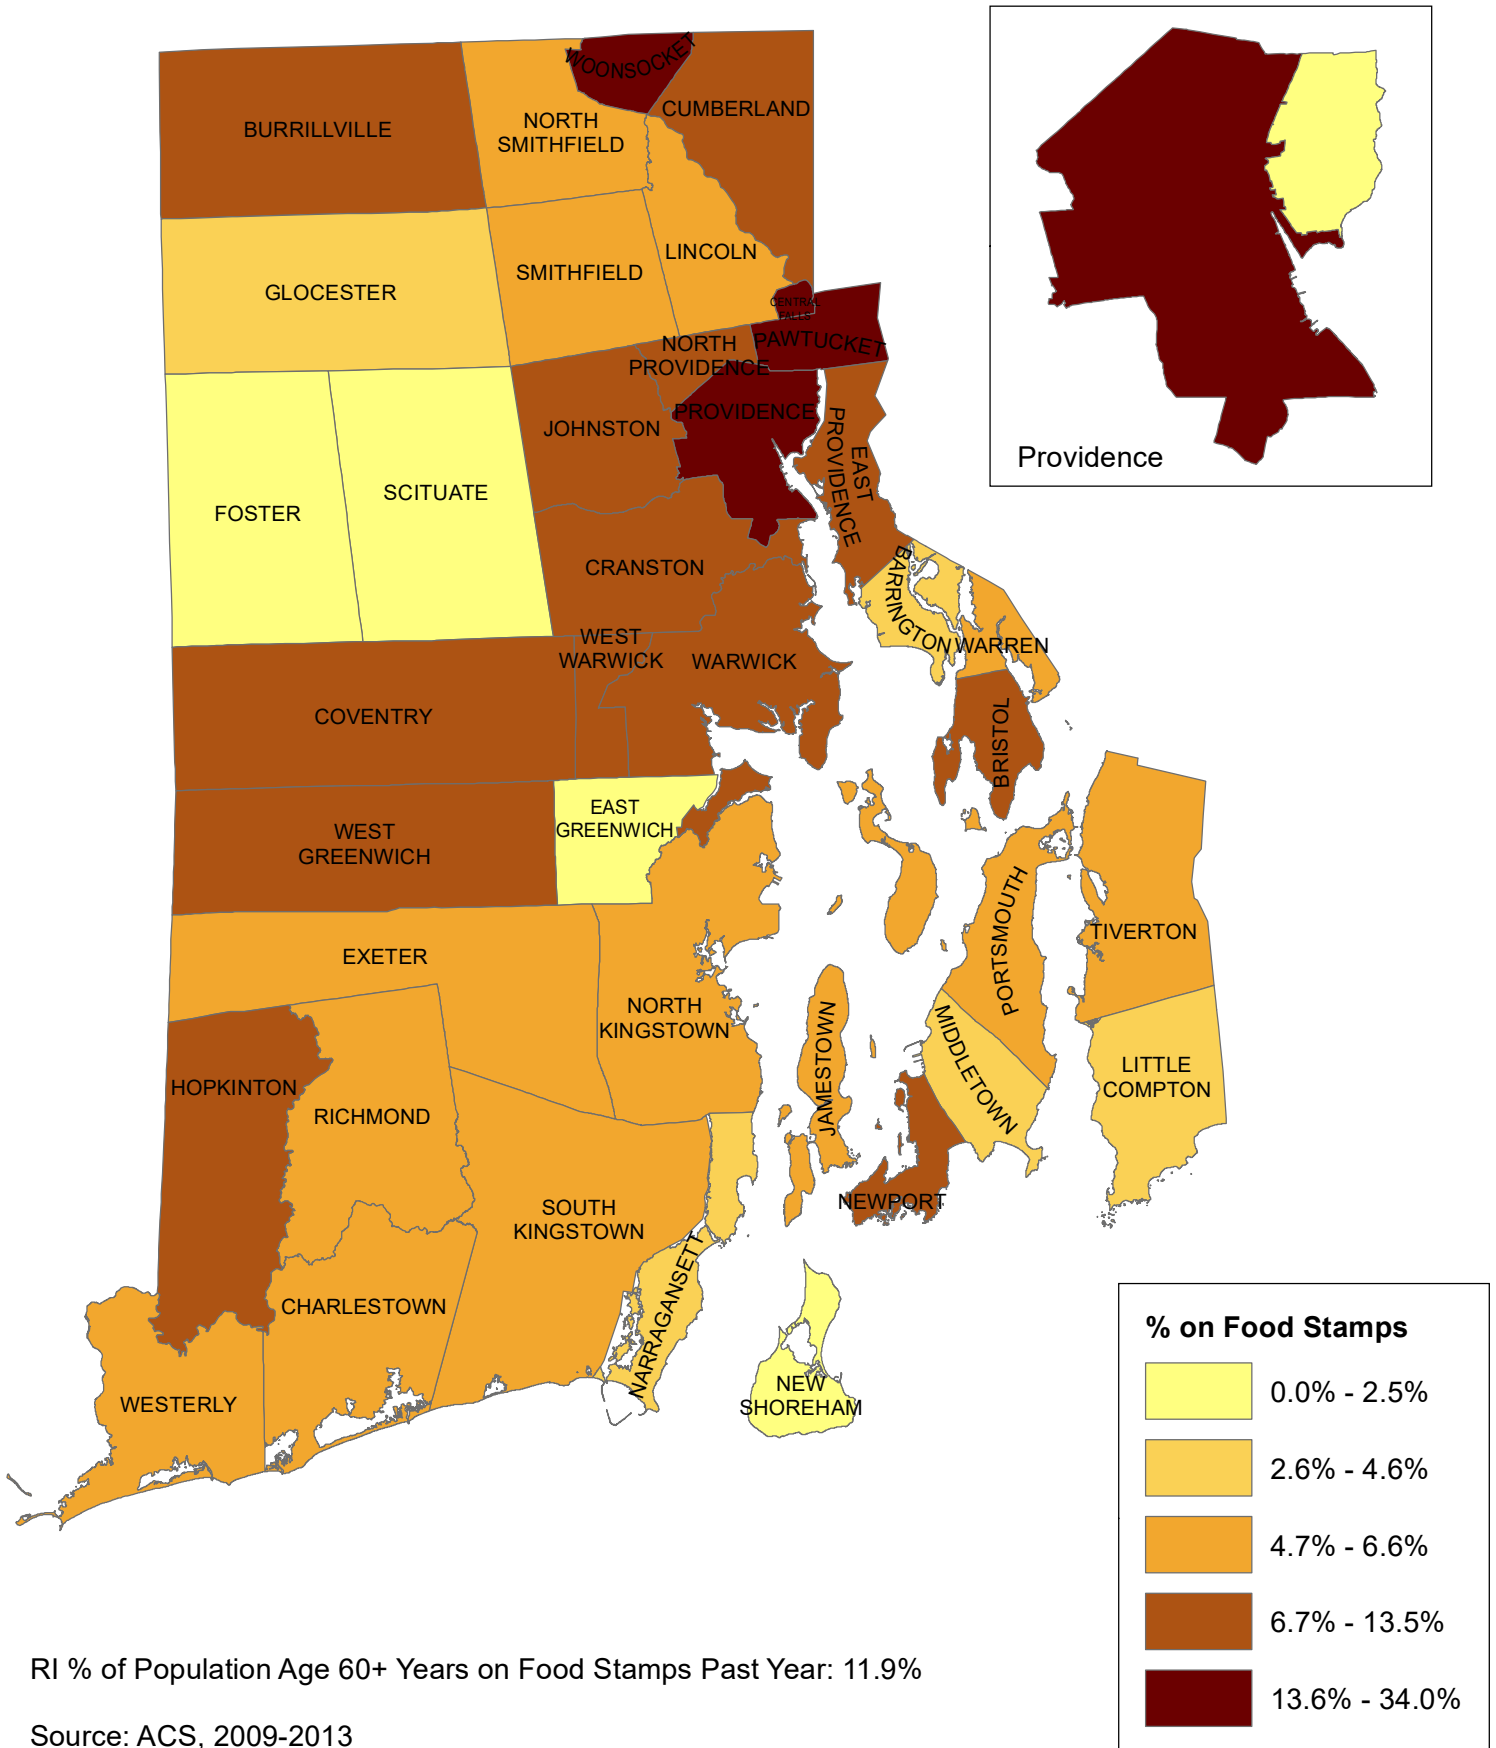 WOONSOCKET
CUMBERLAND
BURRILLVILLE
NORTH
SMITHFIELD
LINCOLN
SMITHFIELD
GLOCESTER
CENTRAL
FALLS
PAWTUCKET
NORTH
PROVIDENCE
PROVIDENCE
JOHNSTON
EAST
PROVIDENCE
SCITUATE
FOSTER
Providence
CRANSTON
BARRINGTON
WARREN
WEST
WARWICK
WARWICK
COVENTRY
BRISTOL
EAST
GREENWICH
WEST
GREENWICH
PORTSMOUTH
TIVERTON
EXETER
NORTH
KINGSTOWN
JAMESTOWN
MIDDLETOWN
LITTLE
COMPTON
HOPKINTON
RICHMOND
SOUTH
KINGSTOWN
NEWPORT
NARRAGANSETT
CHARLESTOWN
WESTERLY
NEW
SHOREHAM
% on Food Stamps
0.0% - 2.5%
2.6% - 4.6%
4.7% - 6.6%
6.7% - 13.5%
13.6% - 34.0%
RI % of Population Age 60+ Years on Food Stamps Past Year: 11.9%
Source: ACS, 2009-2013